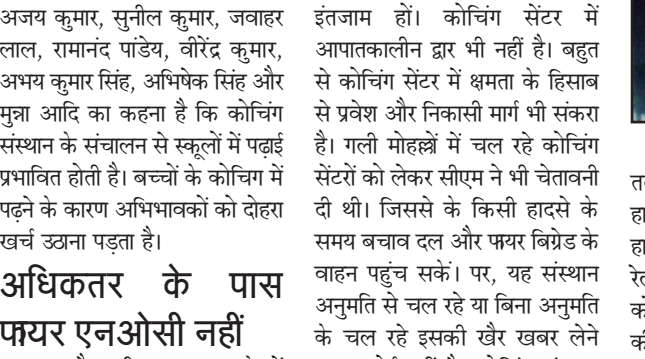 अजय कुमार, सुनील कुमार, जवाहर
लाल, रामानंद पांडेय, वीरेंद्र कुमार,
अभय कुमार सिंह, अभिषेक सिंह और
मुन्ना आदि का कहना है कि कोचिंग
संस्थान के संचालन से स्कूलों में पढ़ाई
प्रभावित होती है। बच्चों के कोचिग में
पढ़ने के कारण अभिभावकों को दोहरा
खर्च उठाना पड़ता है।
अधिकतर के पास
फायर एनओसी नहीं
इंतजाम हों। कोचिंग सेंटर में
आपातकालीन द्वार भी नहीं है। बहुत
से कोचिंग सेंटर में क्षमता के हिसाब
से प्रवेश और निकासी मार्ग भी संकरा
है। गली मोहल्लों में चल रहे कोचिंग
सेंटरों को लेकर सीएम ने भी चेतावनी
दी थी। जिससे के किसी हादसे के
समय बचाव दल और फायर बिग्रेड के
वाहन पहुंच सकें। पर, यह संस्थान
अनुमति से चल रहे या बिना अनुमति
के चल रहे इसकी खैर खबर लेने